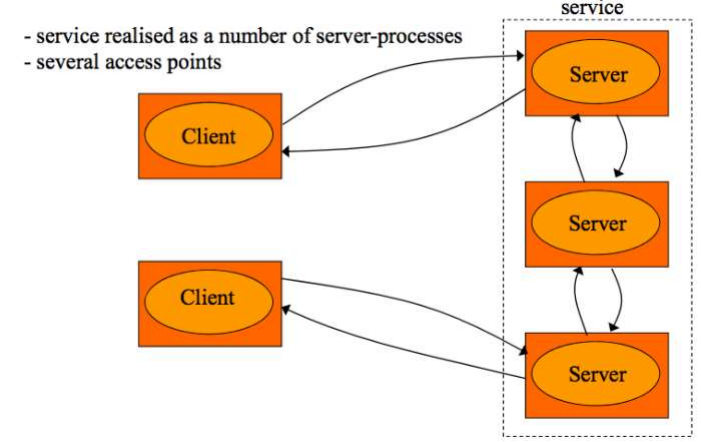 service
- service realised as a number of server-processes
- several access points
Server
Client
Server
Client
Server